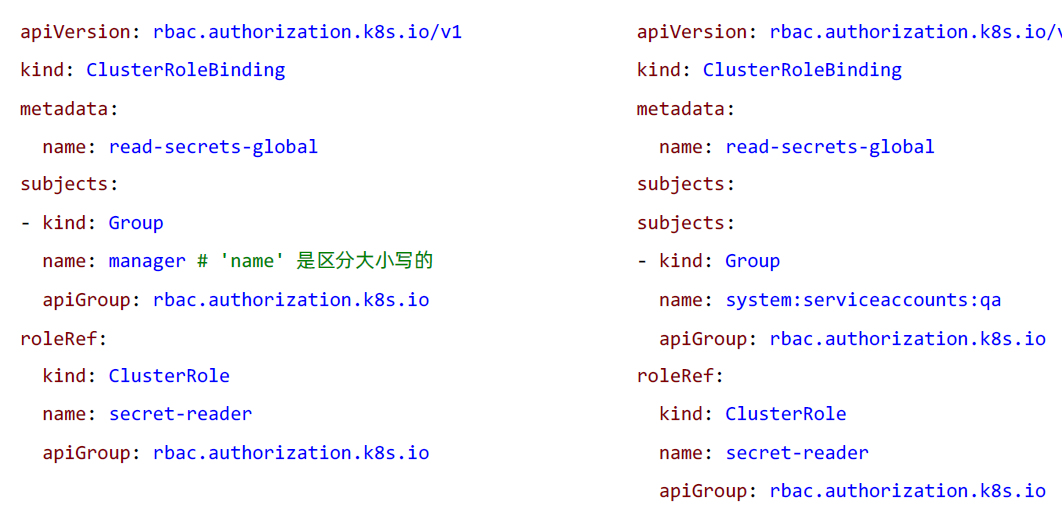 apiVersion: rbac.authorization.k8s.io/v1
kind: ClusterRoleBinding
metadata:
  name: read-secrets-global
subjects:
- kind: Group
  name: manager # 'name' 是区分大小写的
  apiGroup: rbac.authorization.k8s.io
roleRef:
  kind: ClusterRole
  name: secret-reader
  apiGroup: rbac.authorization.k8s.io
apiVersion: rbac.authorization.k8s.io/
kind: ClusterRoleBinding
metadata:
  name: read-secrets-global
subjects:
subjects:
- kind: Group
  name: system:serviceaccounts:qa
  apiGroup: rbac.authorization.k8s.io
roleRef:
  kind: ClusterRole
  name: secret-reader
  apiGroup: rbac.authorization.k8s.io